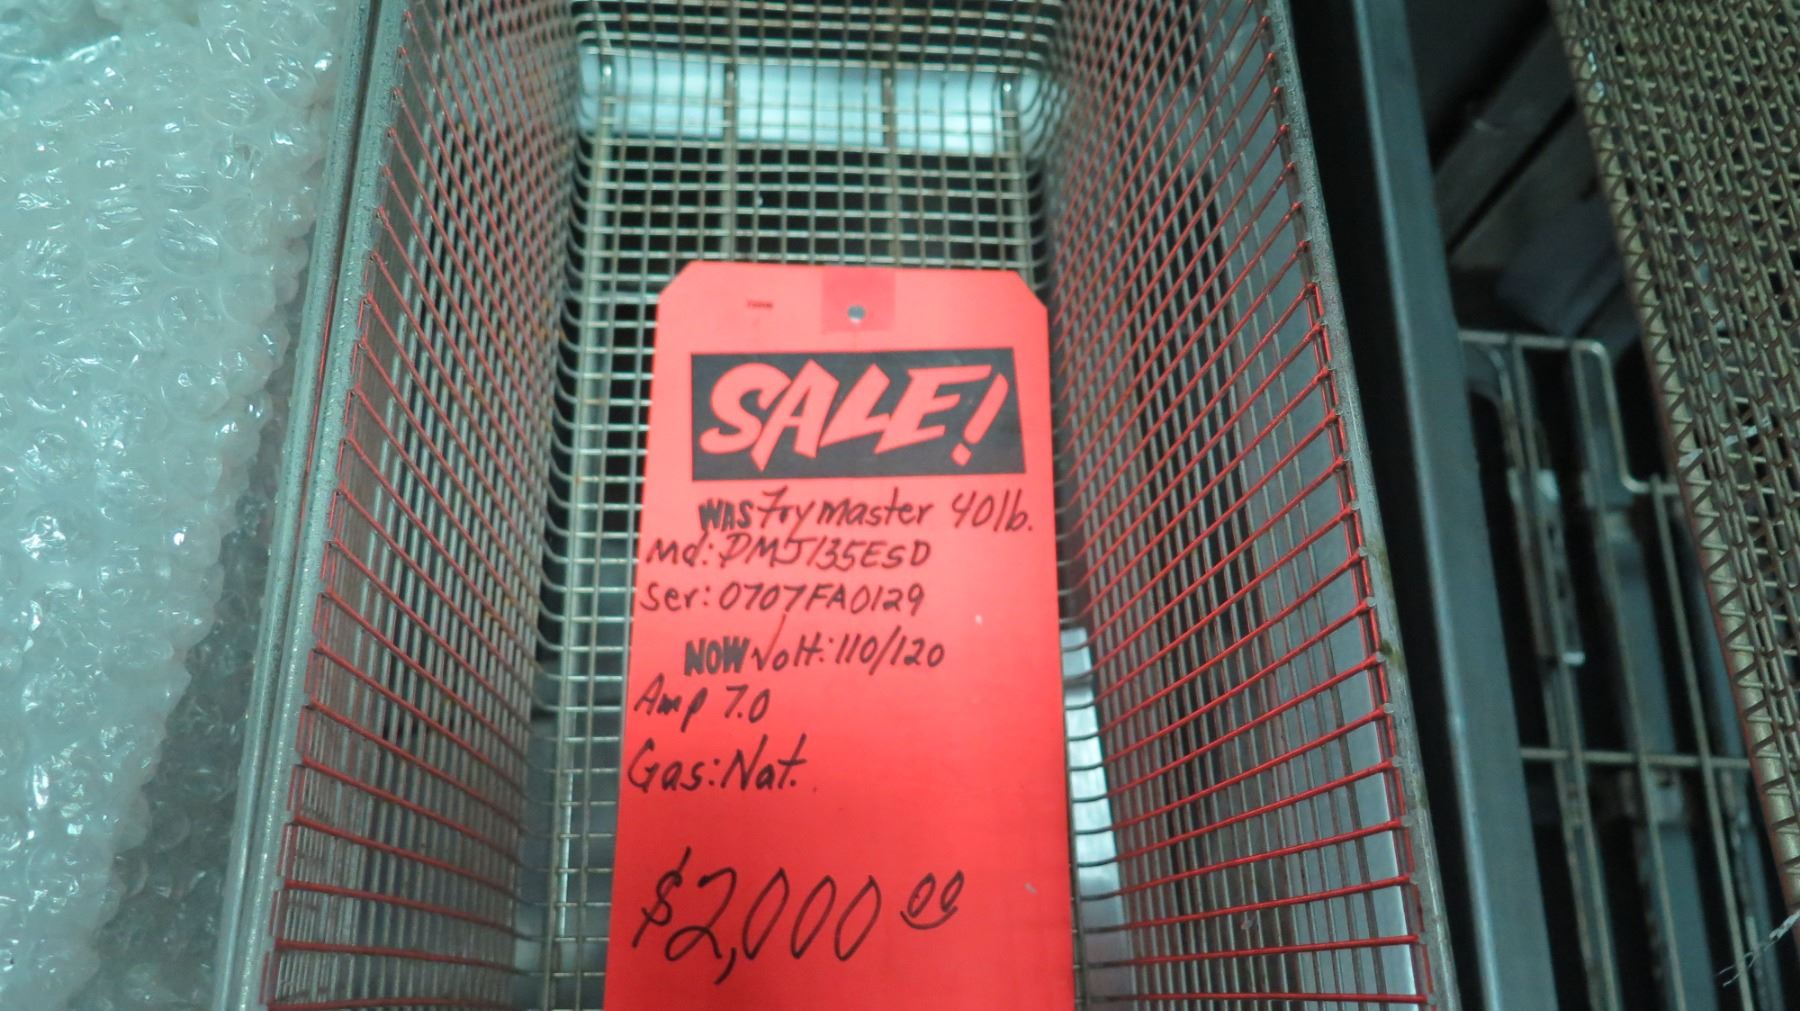 SALE!
WAS Frymaster 40lb.
Md: PMJ135ESD
Ser: 0707FA0129
NOW Volt: 110/120
Amp 7.0
Gas: Nat.
$2,000.00